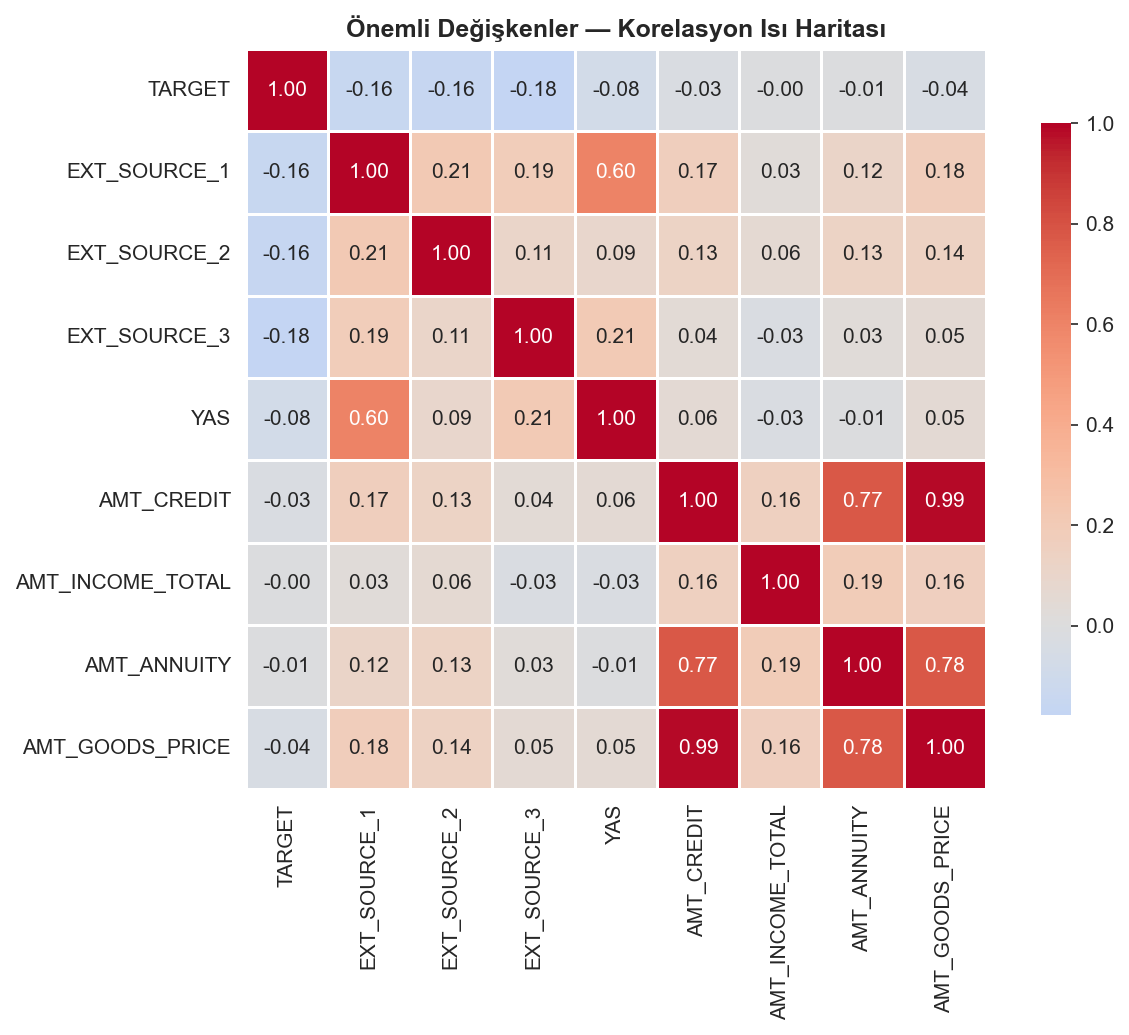 Önemli Değişkenler — Korelasyon Isı Haritası
TARGET 1.00 -0.16 -0.16 -0.18 -0.08 -0.03 -0.00 -0.01 -0.04
EXT_SOURCE_1 -0.16 1.00 0.21 0.19 0.60 0.17 0.03 0.12 0.18
EXT_SOURCE_2 -0.16 0.21 1.00 0.11 0.09 0.13 0.06 0.13 0.14
EXT_SOURCE_3 -0.18 0.19 0.11 1.00 0.21 0.04 -0.03 0.03 0.05
YAS -0.08 0.60 0.09 0.21 1.00 0.06 -0.03 -0.01 0.05
AMT_CREDIT -0.03 0.17 0.13 0.04 0.06 1.00 0.16 0.77 0.99
AMT_INCOME_TOTAL -0.00 0.03 0.06 -0.03 -0.03 0.16 1.00 0.19 0.16
AMT_ANNUITY -0.01 0.12 0.13 0.03 -0.01 0.77 0.19 1.00 0.78
AMT_GOODS_PRICE -0.04 0.18 0.14 0.05 0.05 0.99 0.16 0.78 1.00
TARGET
EXT_SOURCE_1
EXT_SOURCE_2
EXT_SOURCE_3
YAS
AMT_CREDIT
AMT_INCOME_TOTAL
AMT_ANNUITY
AMT_GOODS_PRICE
1.0
0.8
0.6
0.4
0.2
0.0